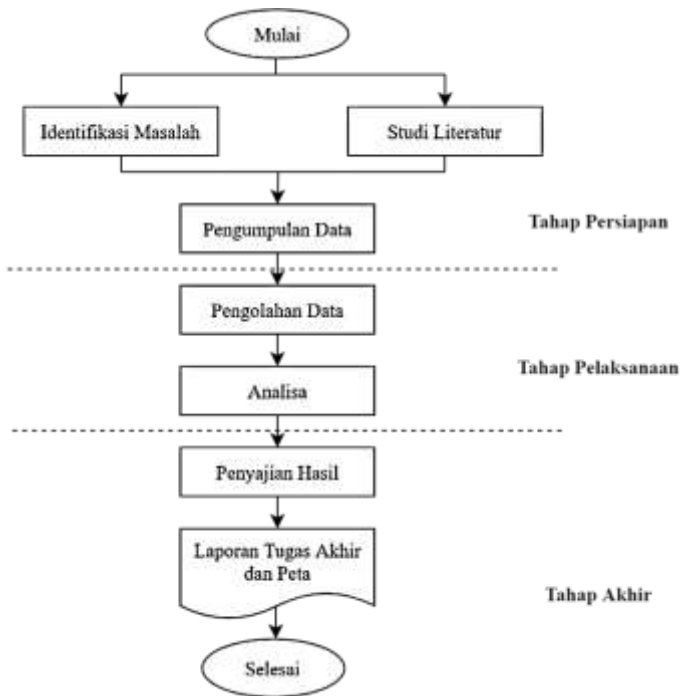 Mulai
Identifikasi Masalah
Studi Literatur
Pengumpulan Data
Tahap Persiapan
Pengolahan Data
Tahap Pelaksanaan
Analisa
Penyajian Hasil
Laporan Tugas Akhir
dan Peta
Tahap Akhir
Selesai